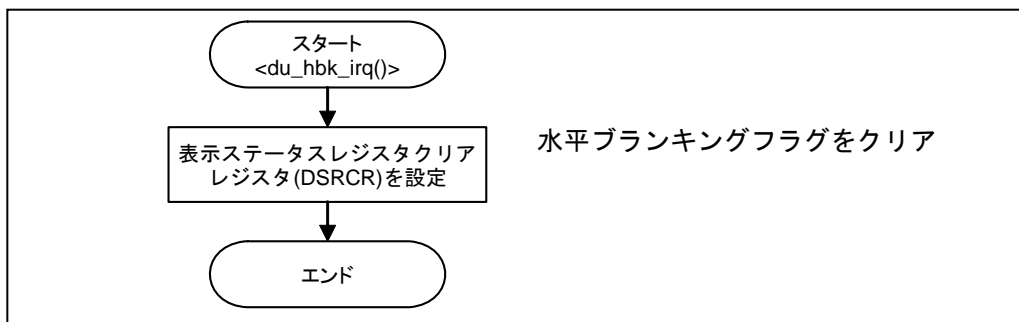 スタート
<du_hbk_irq()>
表示ステータスレジスタクリア
レジスタ(DSRCR)を設定
水平ブランキングフラグをクリア
エンド